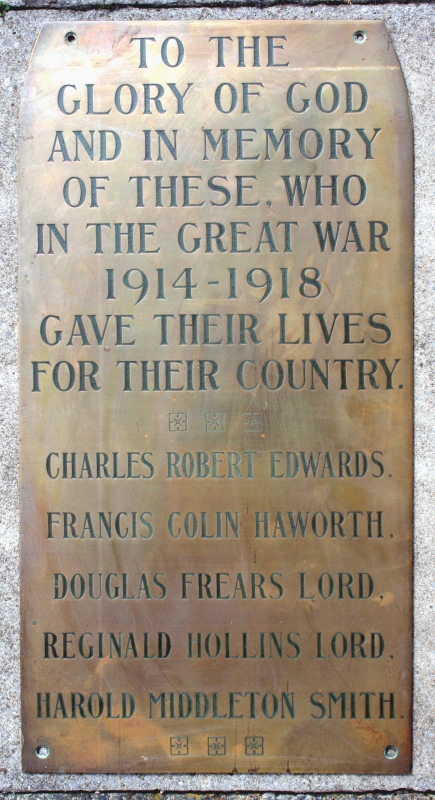 TO THE
GLORY OF GOD
AND IN MEMORY
OF THESE, WHO
IN THE GREAT WAR
1914-1918
GAVE THEIR LIVES
FOR THEIR COUNTRY.
CHARLES ROBERT EDWARDS.
FRANCIS COLIN HAWORTH.
DOUGLAS FREARS LORD.
REGINALD HOLLINS LORD.
HAROLD MIDDLETON SMITH.